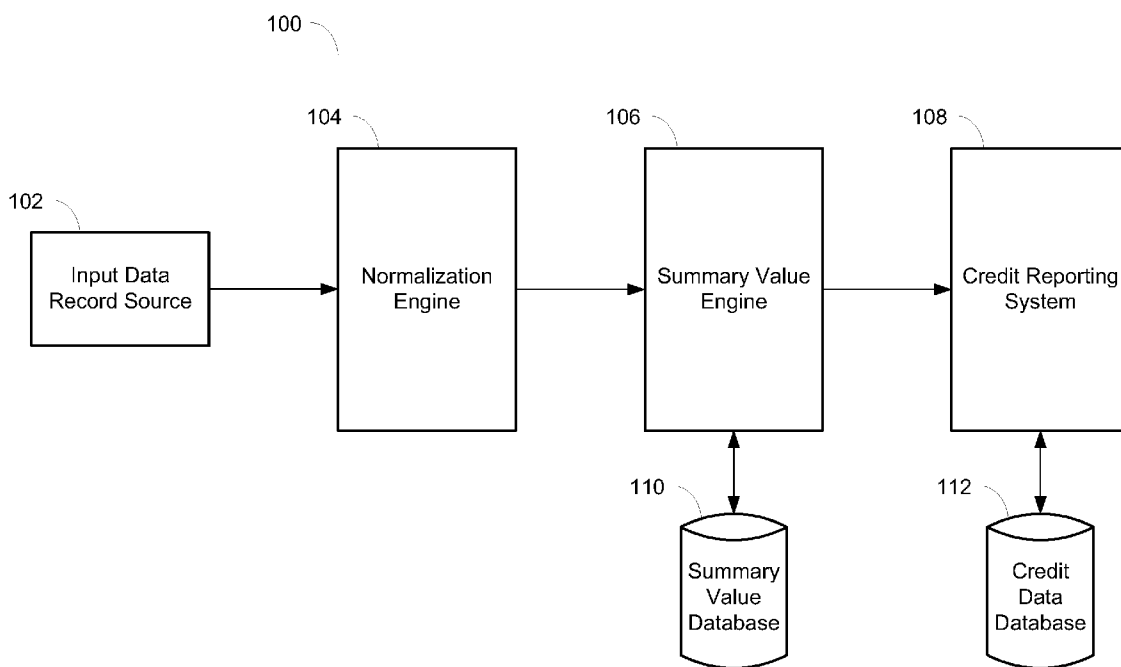 100
104
106
108
102
Input Data
Record Source
Normalization
Engine
Summary Value
Engine
Credit Reporting
System
110
112
Summary
Value
Database
Credit
Data
Database